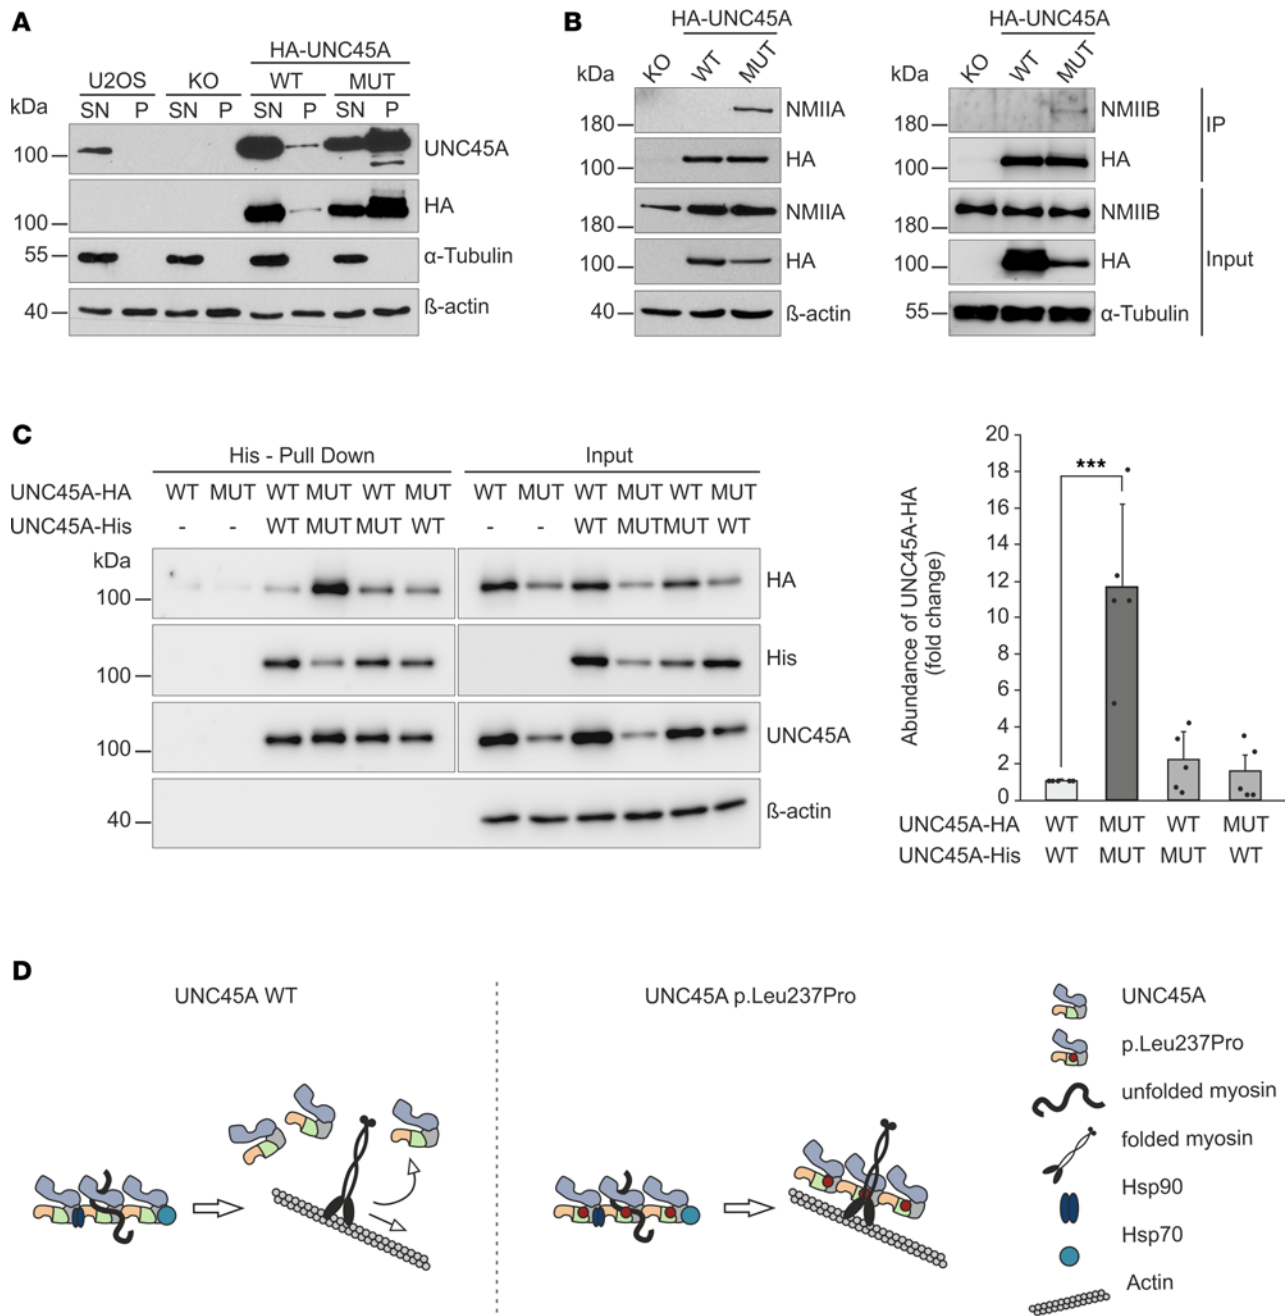 A
HA-UNC45A
U2OS KO WT MUT
kDa SN P SN P SN P SN P
100 UNC45A
100 HA
55 α-Tubulin
40 ß-actin
B
HA-UNC45A
kDa KO WT MUT
180 NMIIA
100 HA
180 NMIIA
100 HA
40 ß-actin
HA-UNC45A
kDa KO WT MUT
180 NMIIB
100 HA
IP
180 NMIIB
100 HA
55 α-Tubulin
Input
C
His - Pull Down Input
UNC45A-HA WT MUT WT MUT WT MUT WT MUT WT MUT WT MUT
UNC45A-His - - WT MUT MUT WT - - WT MUT MUT WT
kDa
100 HA
100 His
100 UNC45A
40 ß-actin
Abundance of UNC45A-HA
(fold change)
20
18
16
14
12
10
8
6
4
2
0
***
UNC45A-HA WT MUT WT MUT
UNC45A-His WT MUT MUT WT
D
UNC45A WT
UNC45A p.Leu237Pro
UNC45A
p.Leu237Pro
unfolded myosin
folded myosin
Hsp90
Hsp70
Actin